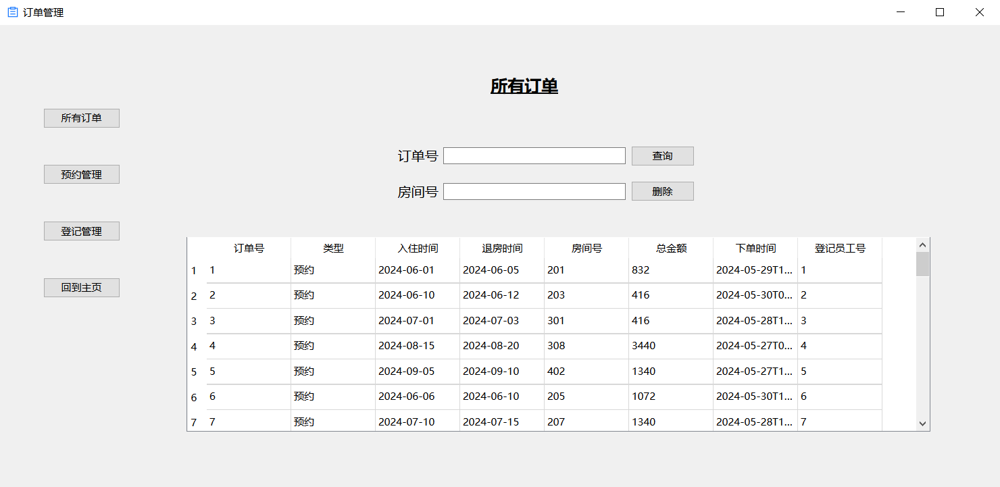 订单管理
所有订单
所有订单
预约管理
登记管理
回到主页
订单号 查询
房间号 删除
订单号 类型 入住时间 退房时间 房间号 总金额 下单时间 登记员工号
1 1 预约 2024-06-01 2024-06-05 201 832 2024-05-29T1... 1
2 2 预约 2024-06-10 2024-06-12 203 416 2024-05-30T0... 2
3 3 预约 2024-07-01 2024-07-03 301 416 2024-05-28T1... 3
4 4 预约 2024-08-15 2024-08-20 308 3440 2024-05-27T0... 4
5 5 预约 2024-09-05 2024-09-10 402 1340 2024-05-27T1... 5
6 6 预约 2024-06-06 2024-06-10 205 1072 2024-05-30T1... 6
7 7 预约 2024-07-10 2024-07-15 207 1340 2024-05-28T1... 7